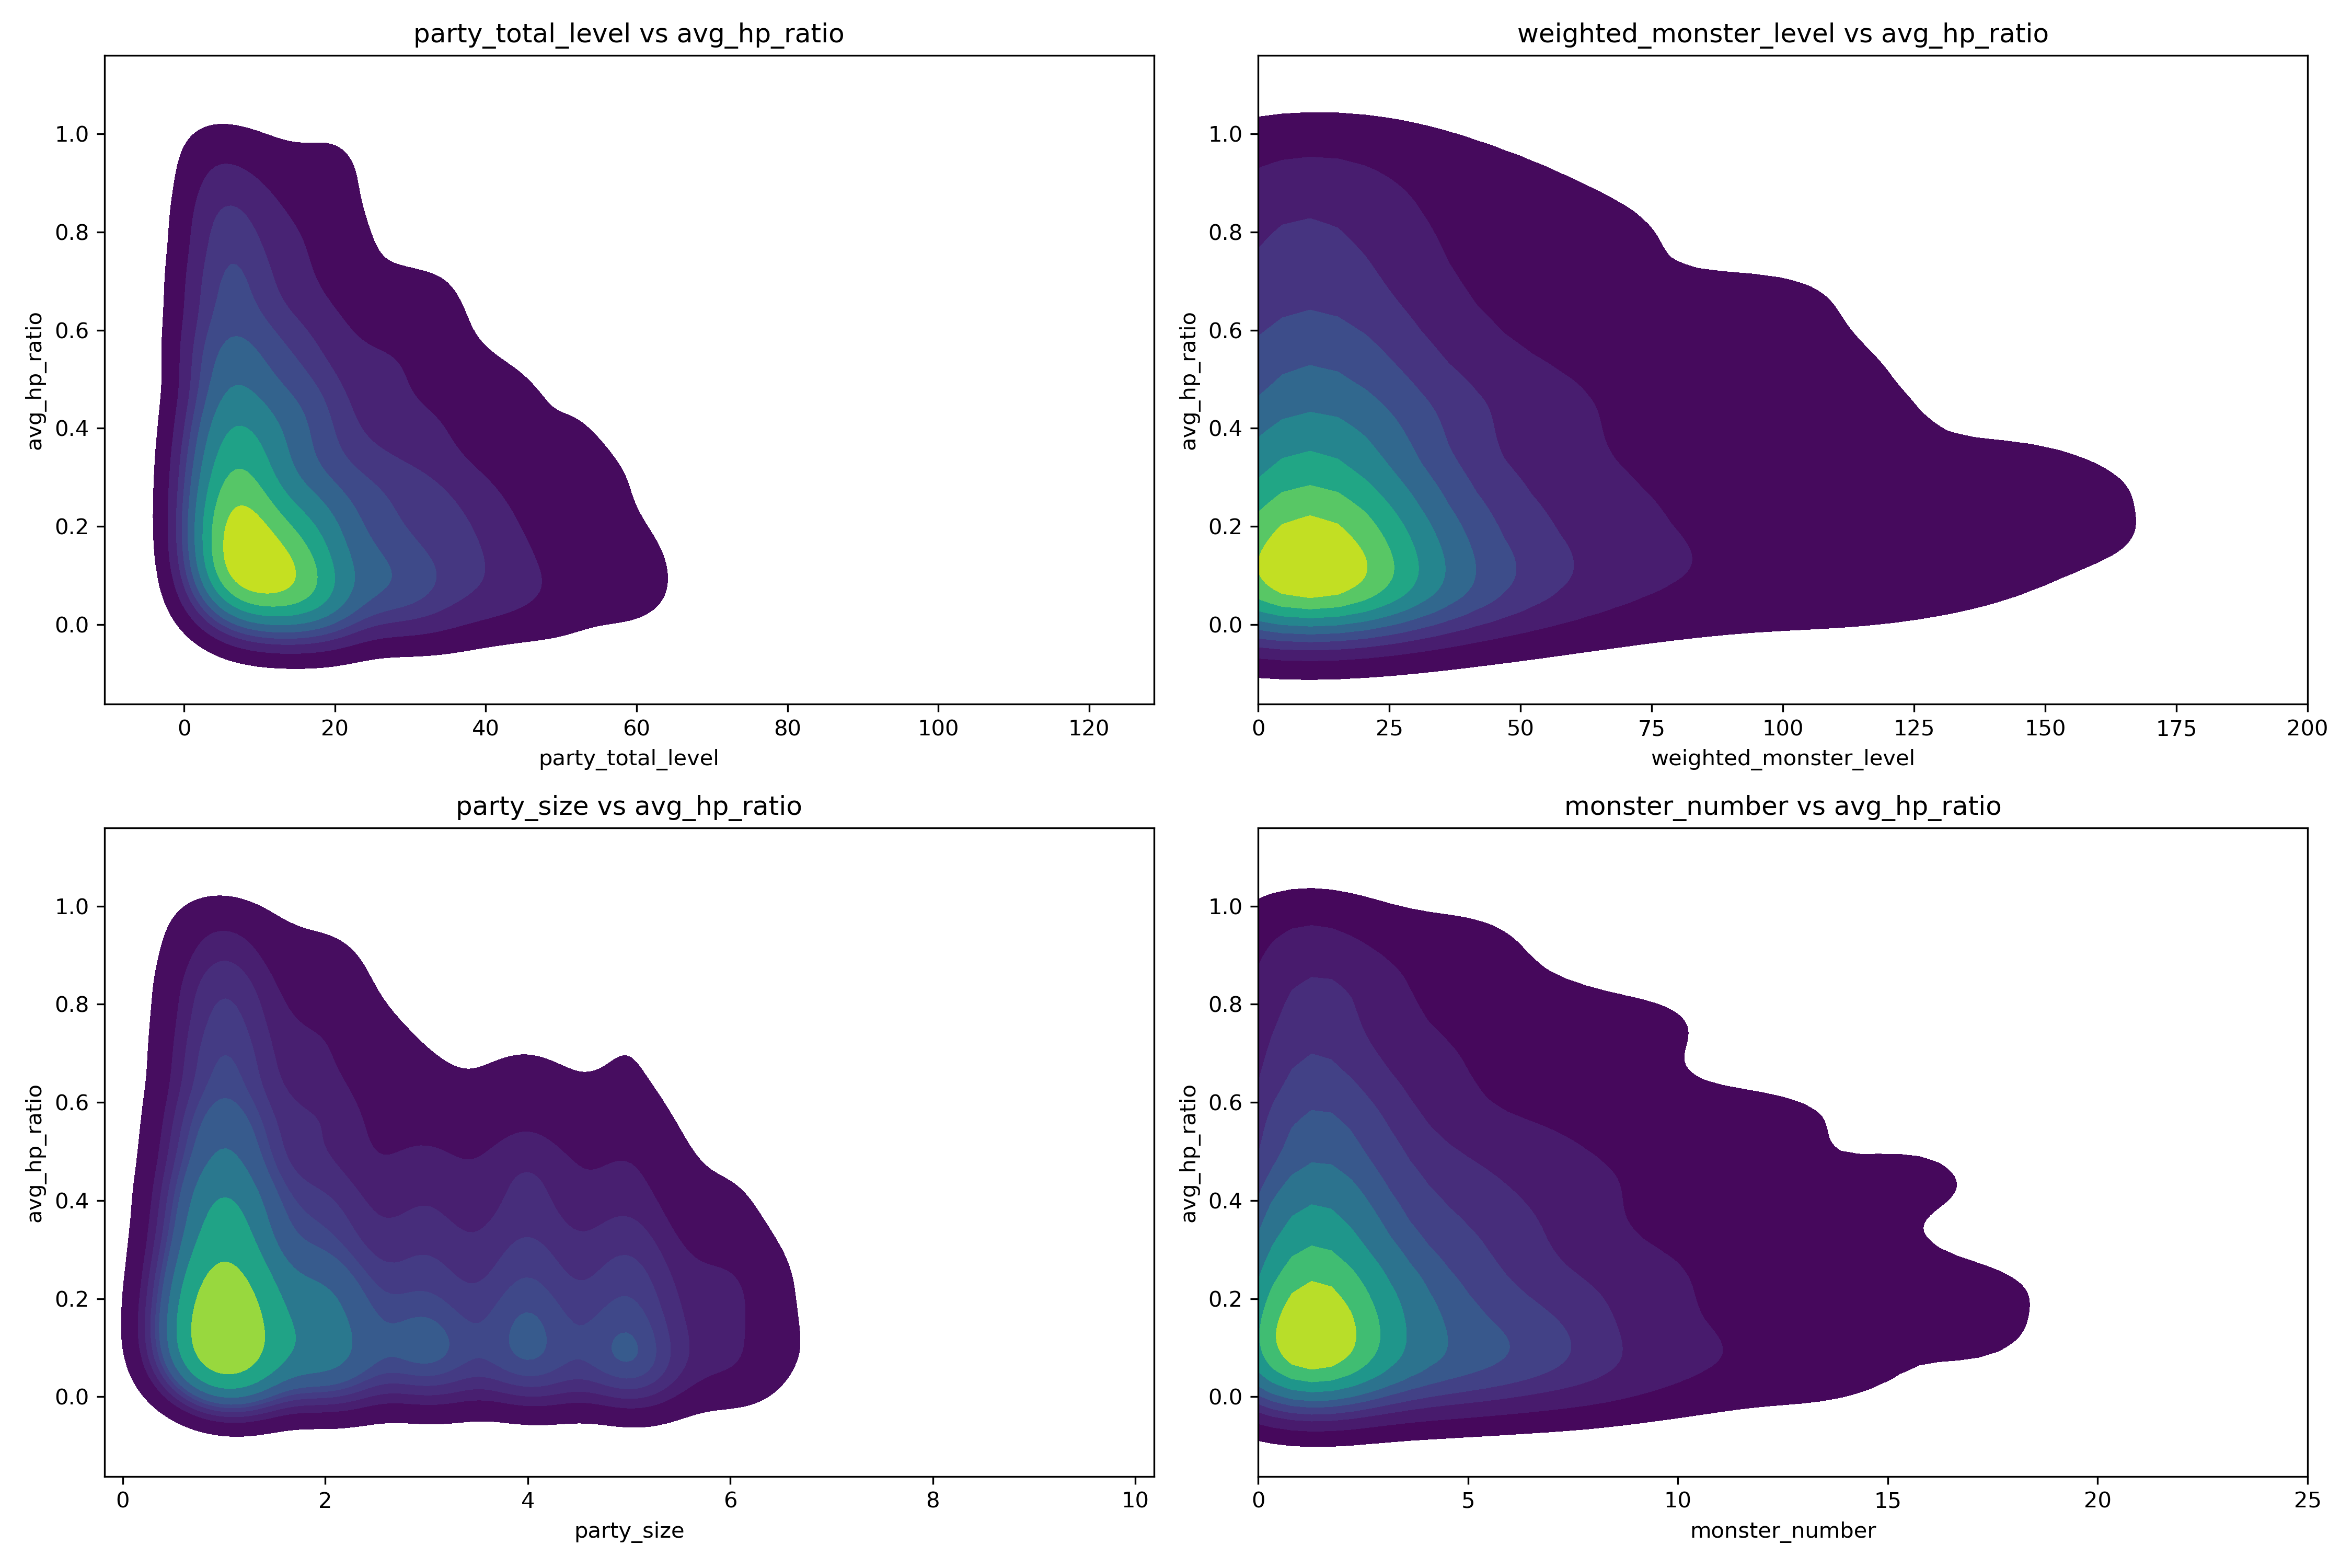 party_total_level vs avg_hp_ratio
avg_hp_ratio
1.0
0.8
0.6
0.4
0.2
0.0
0 20 40 60 80 100 120
party_total_level
weighted_monster_level vs avg_hp_ratio
avg_hp_ratio
1.0
0.8
0.6
0.4
0.2
0.0
0 25 50 75 100 125 150 175 200
weighted_monster_level
party_size vs avg_hp_ratio
avg_hp_ratio
1.0
0.8
0.6
0.4
0.2
0.0
0 2 4 6 8 10
party_size
monster_number vs avg_hp_ratio
avg_hp_ratio
1.0
0.8
0.6
0.4
0.2
0.0
0 5 10 15 20 25
monster_number